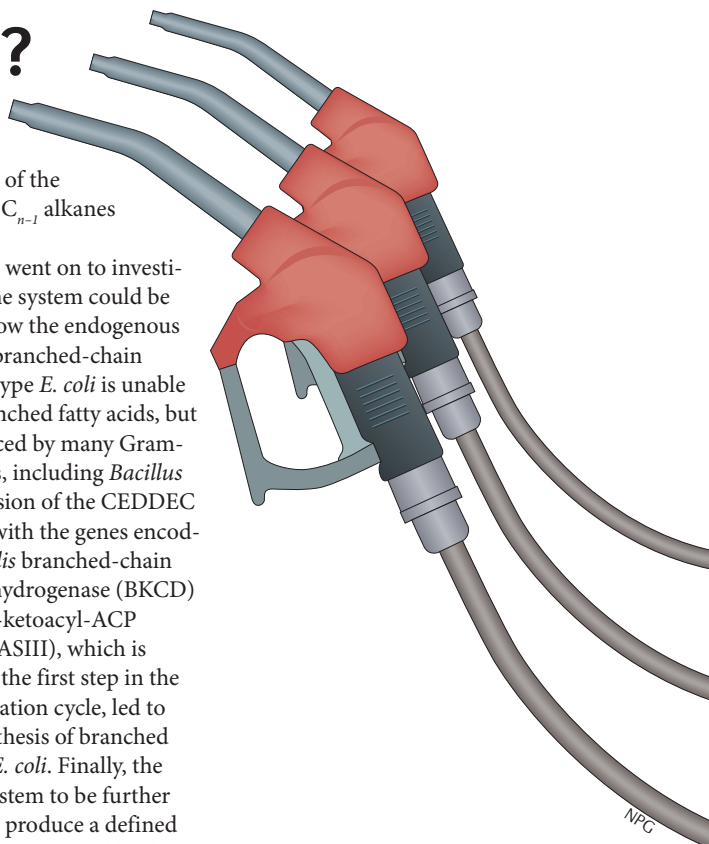 ?
of the
C_{n–1} alkanes
went on to investi-
ne system could be
ow the endogenous
branched-chain
type E. coli is unable
nched fatty acids, but
ced by many Gram-
s, including Bacillus
sion of the CEDDEC
with the genes encod-
lis branched-chain
hydrogenase (BKCD)
-ketoacyl-ACP
ASIII), which is
the first step in the
ation cycle, led to
thesis of branched
E. coli. Finally, the
stem to be further
produce a defined
NPG